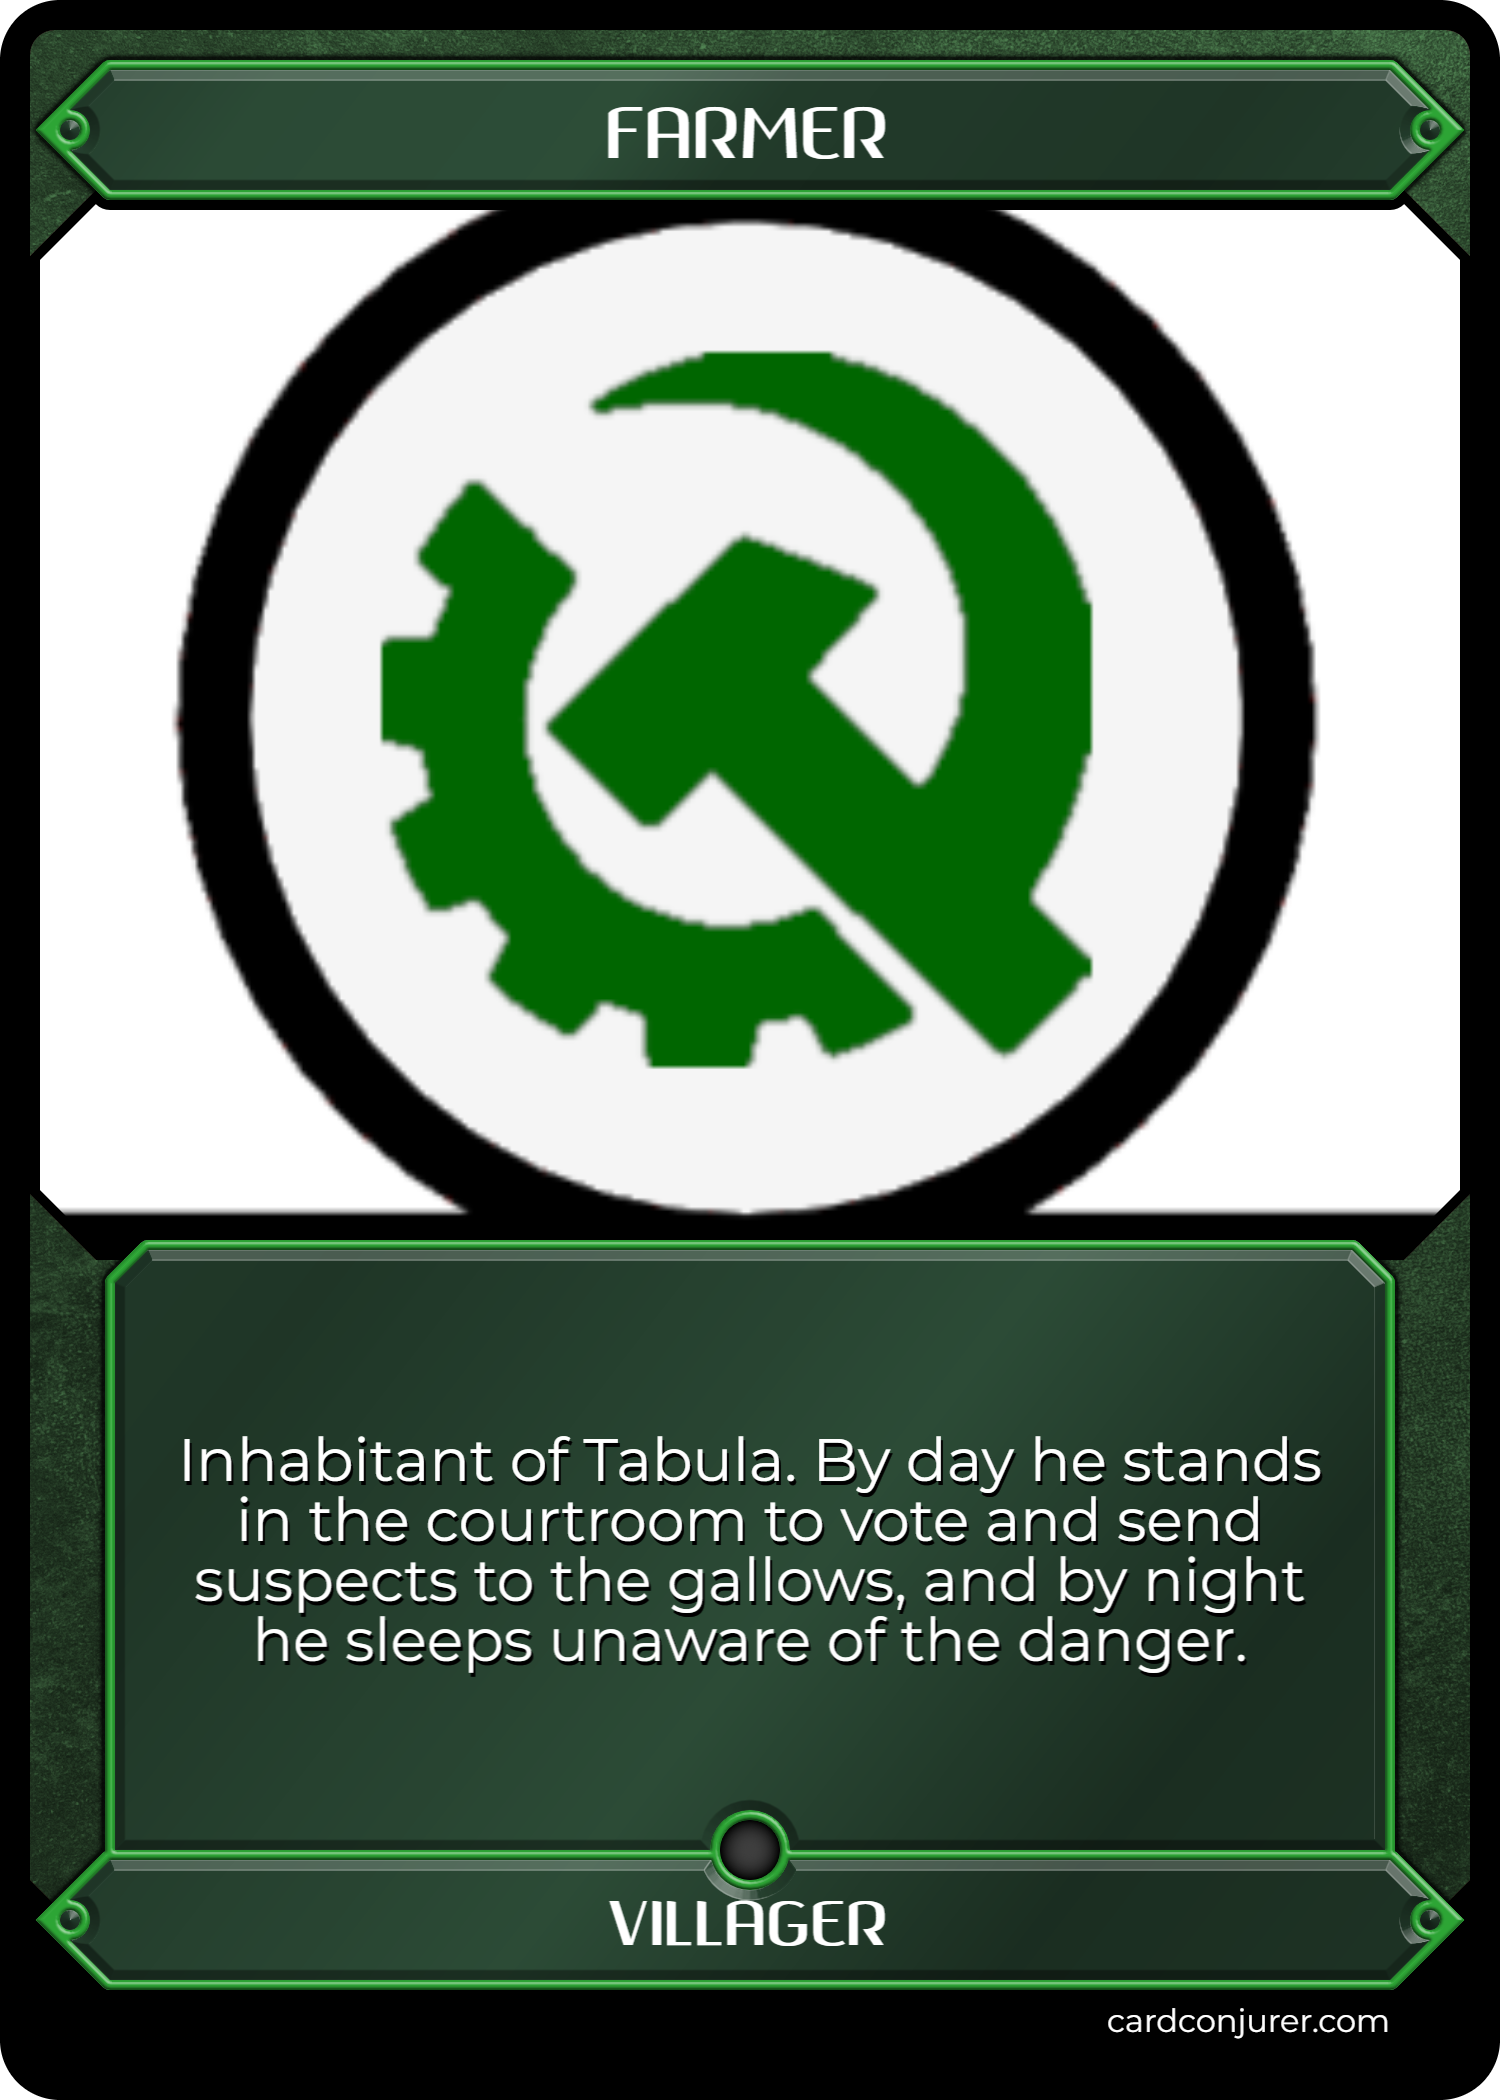 FARMER
Inhabitant of Tabula. By day he stands
in the courtroom to vote and send
suspects to the gallows, and by night
he sleeps unaware of the danger.
VILLAGER
cardconjurer.com